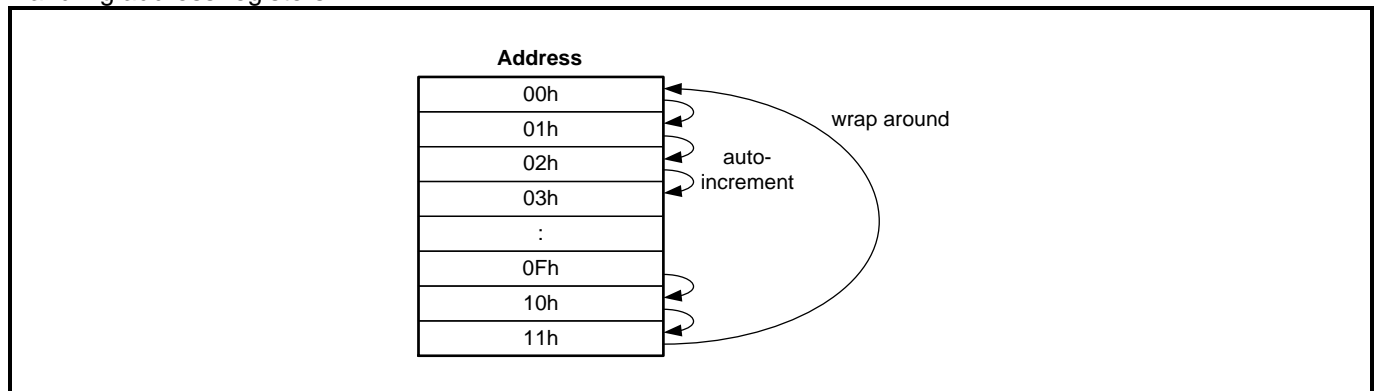 Address
00h
01h
02h
03h
:
0Fh
10h
11h
wrap around
auto-
increment